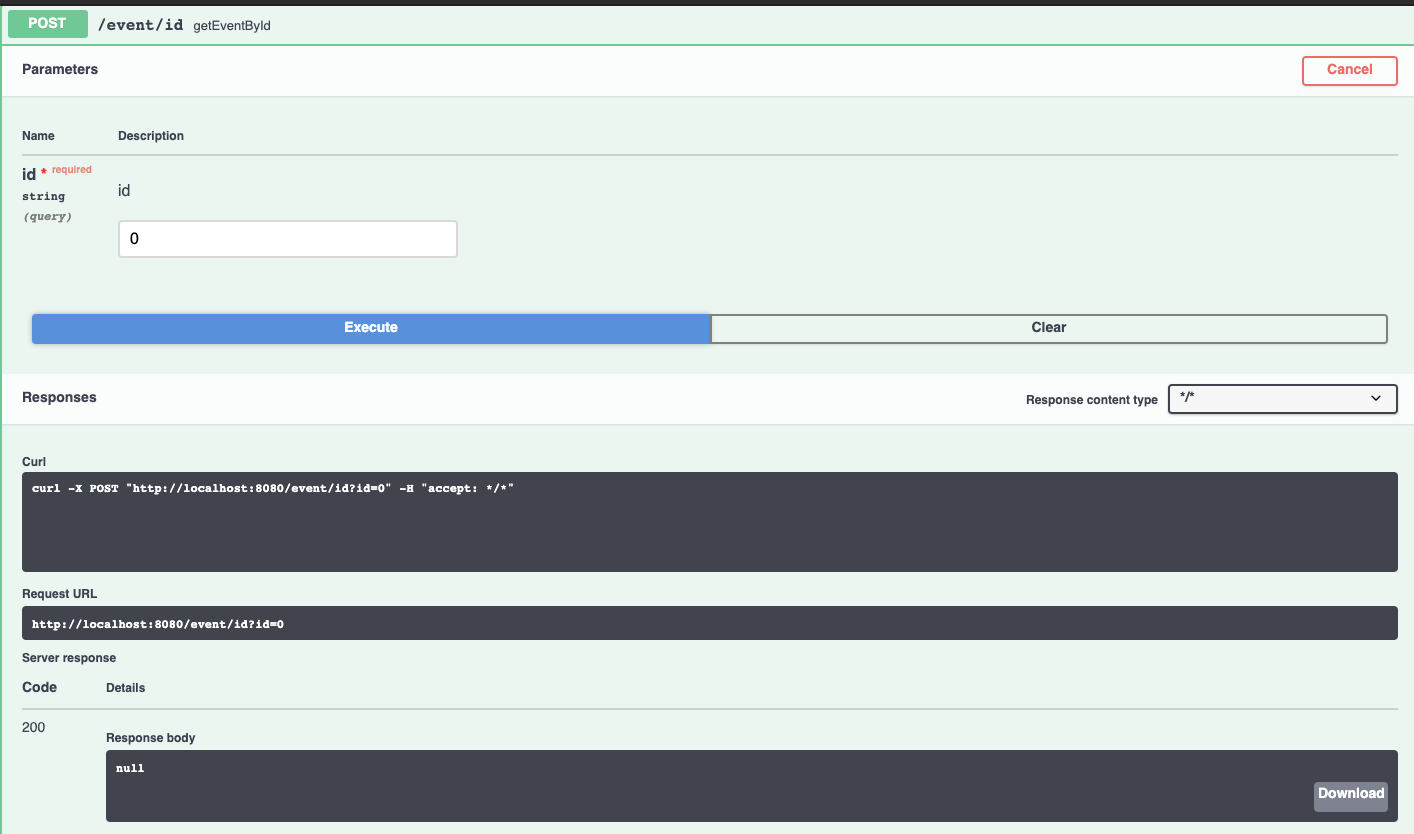 POST /event/id getEventById
Parameters
Cancel
Name Description
id * required
string
(query)
id
0
Execute
Clear
Responses
Response content type */*
Curl
curl -X POST "http://localhost:8080/event/id?id=0" -H "accept: */*"
Request URL
http://localhost:8080/event/id?id=0
Server response
Code Details
200
Response body
null
Download